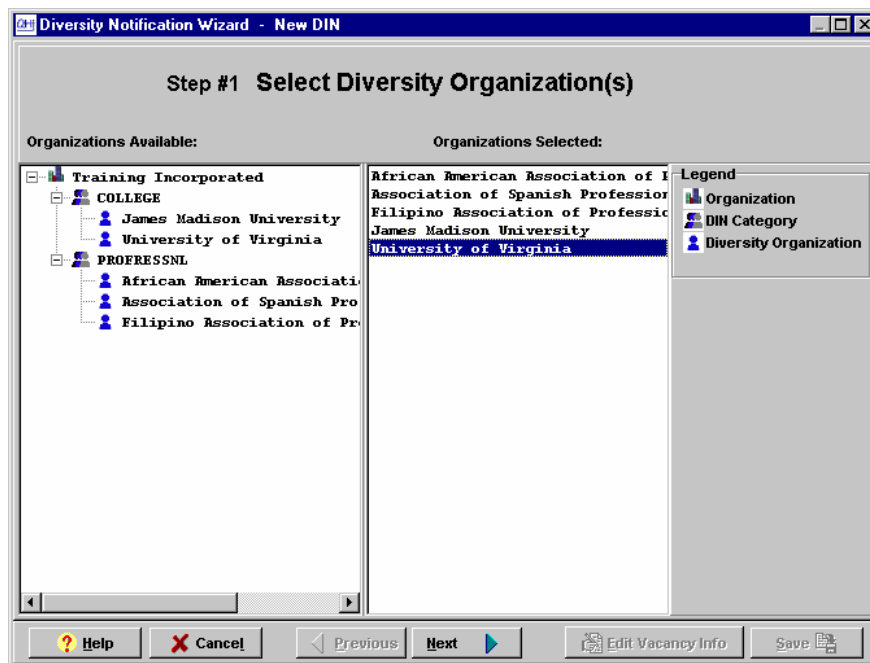 Diversity Notification Wizard - New DIN
Step #1 Select Diversity Organization(s)
Organizations Available:
Organizations Selected:
Training Incorporated
COLLEGE
James Madison University
University of Virginia
PROFRESSNL
African American Associati
Association of Spanish Pro
Filipino Association of Pr
African American Association of
Association of Spanish Profession
Filipino Association of Professio
James Madison University
University of Virginia
Legend
Organization
DIN Category
Diversity Organization
Help
Cancel
Previous
Next
Edit Vacancy Info
Save